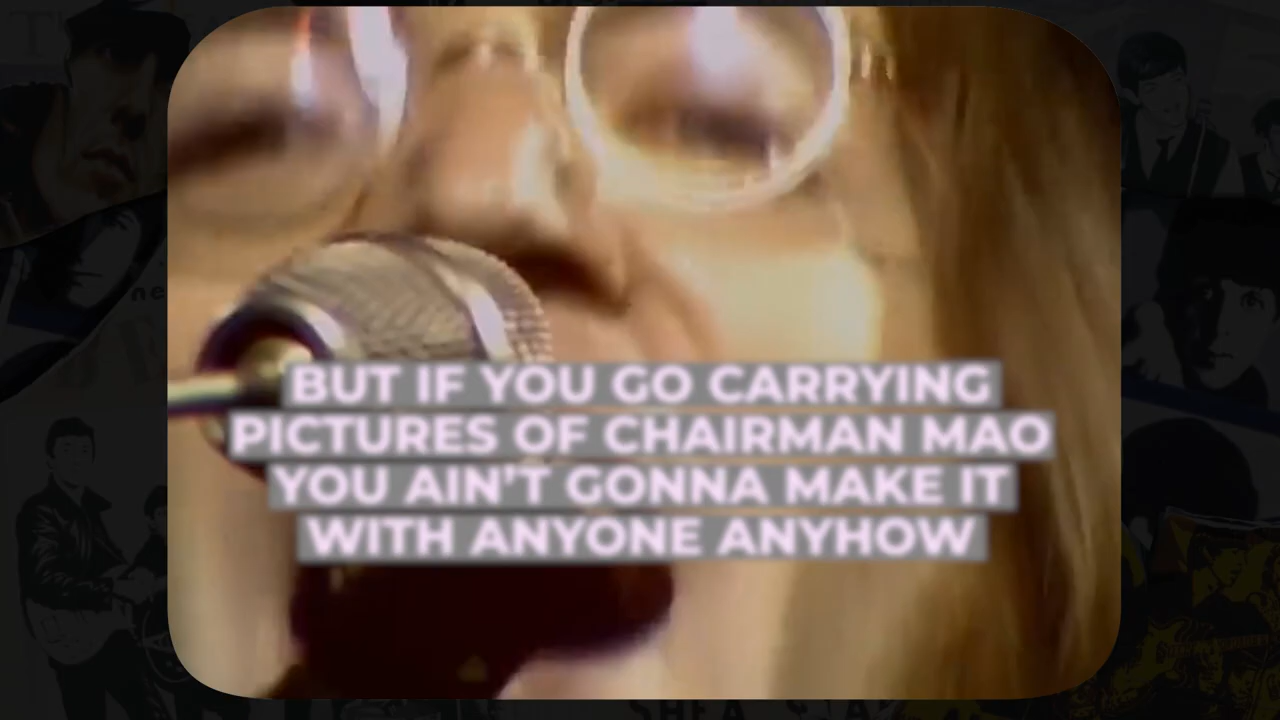 BUT IF YOU GO CARRYING
PICTURES OF CHAIRMAN MAO
YOU AIN'T GONNA MAKE IT
WITH ANYONE ANYHOW